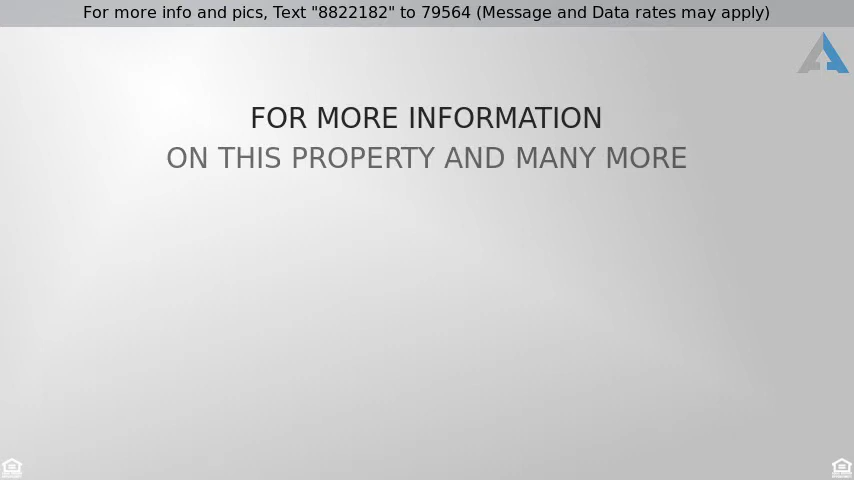 For more info and pics, Text "8822182" to 79564 (Message and Data rates may apply)
FOR MORE INFORMATION
ON THIS PROPERTY AND MANY MORE